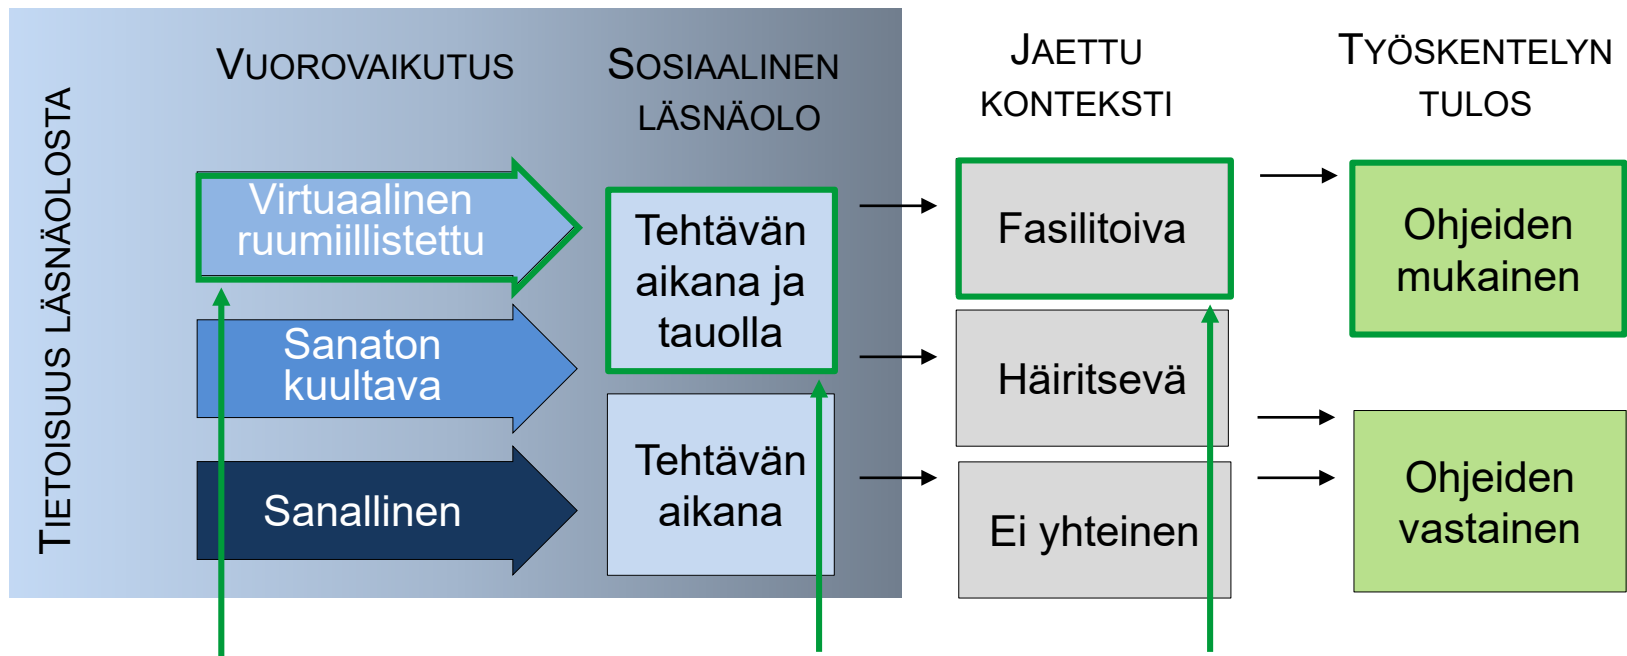 TIETOISUUS LÄSNÄOLOSTA
VUOROVAIKUTUS
SOSIAALINEN
LÄSNÄOLO
JAETTU
KONTEKSTI
TYÖSKENTELYN
TULOS
Virtuaalinen
ruumiillistettu
Sanaton
kuultava
Sanallinen
Tehtävän
aikana ja
tauolla
Tehtävän
aikana
Fasilitoiva
Häiritsevä
Ei yhteinen
Ohjeiden
mukainen
Ohjeiden
vastainen